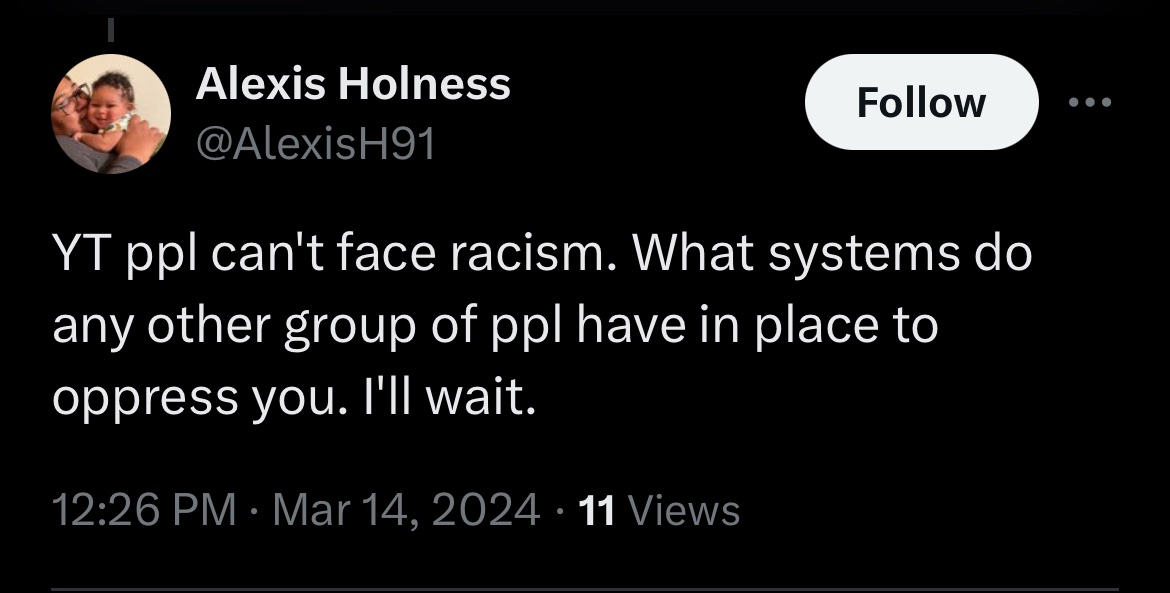 Alexis Holness
Follow
@AlexisH91
YT ppl can't face racism. What systems do
any other group of ppl have in place to
oppress you. I'll wait.
12:26 PM · Mar 14, 2024 · 11 Views